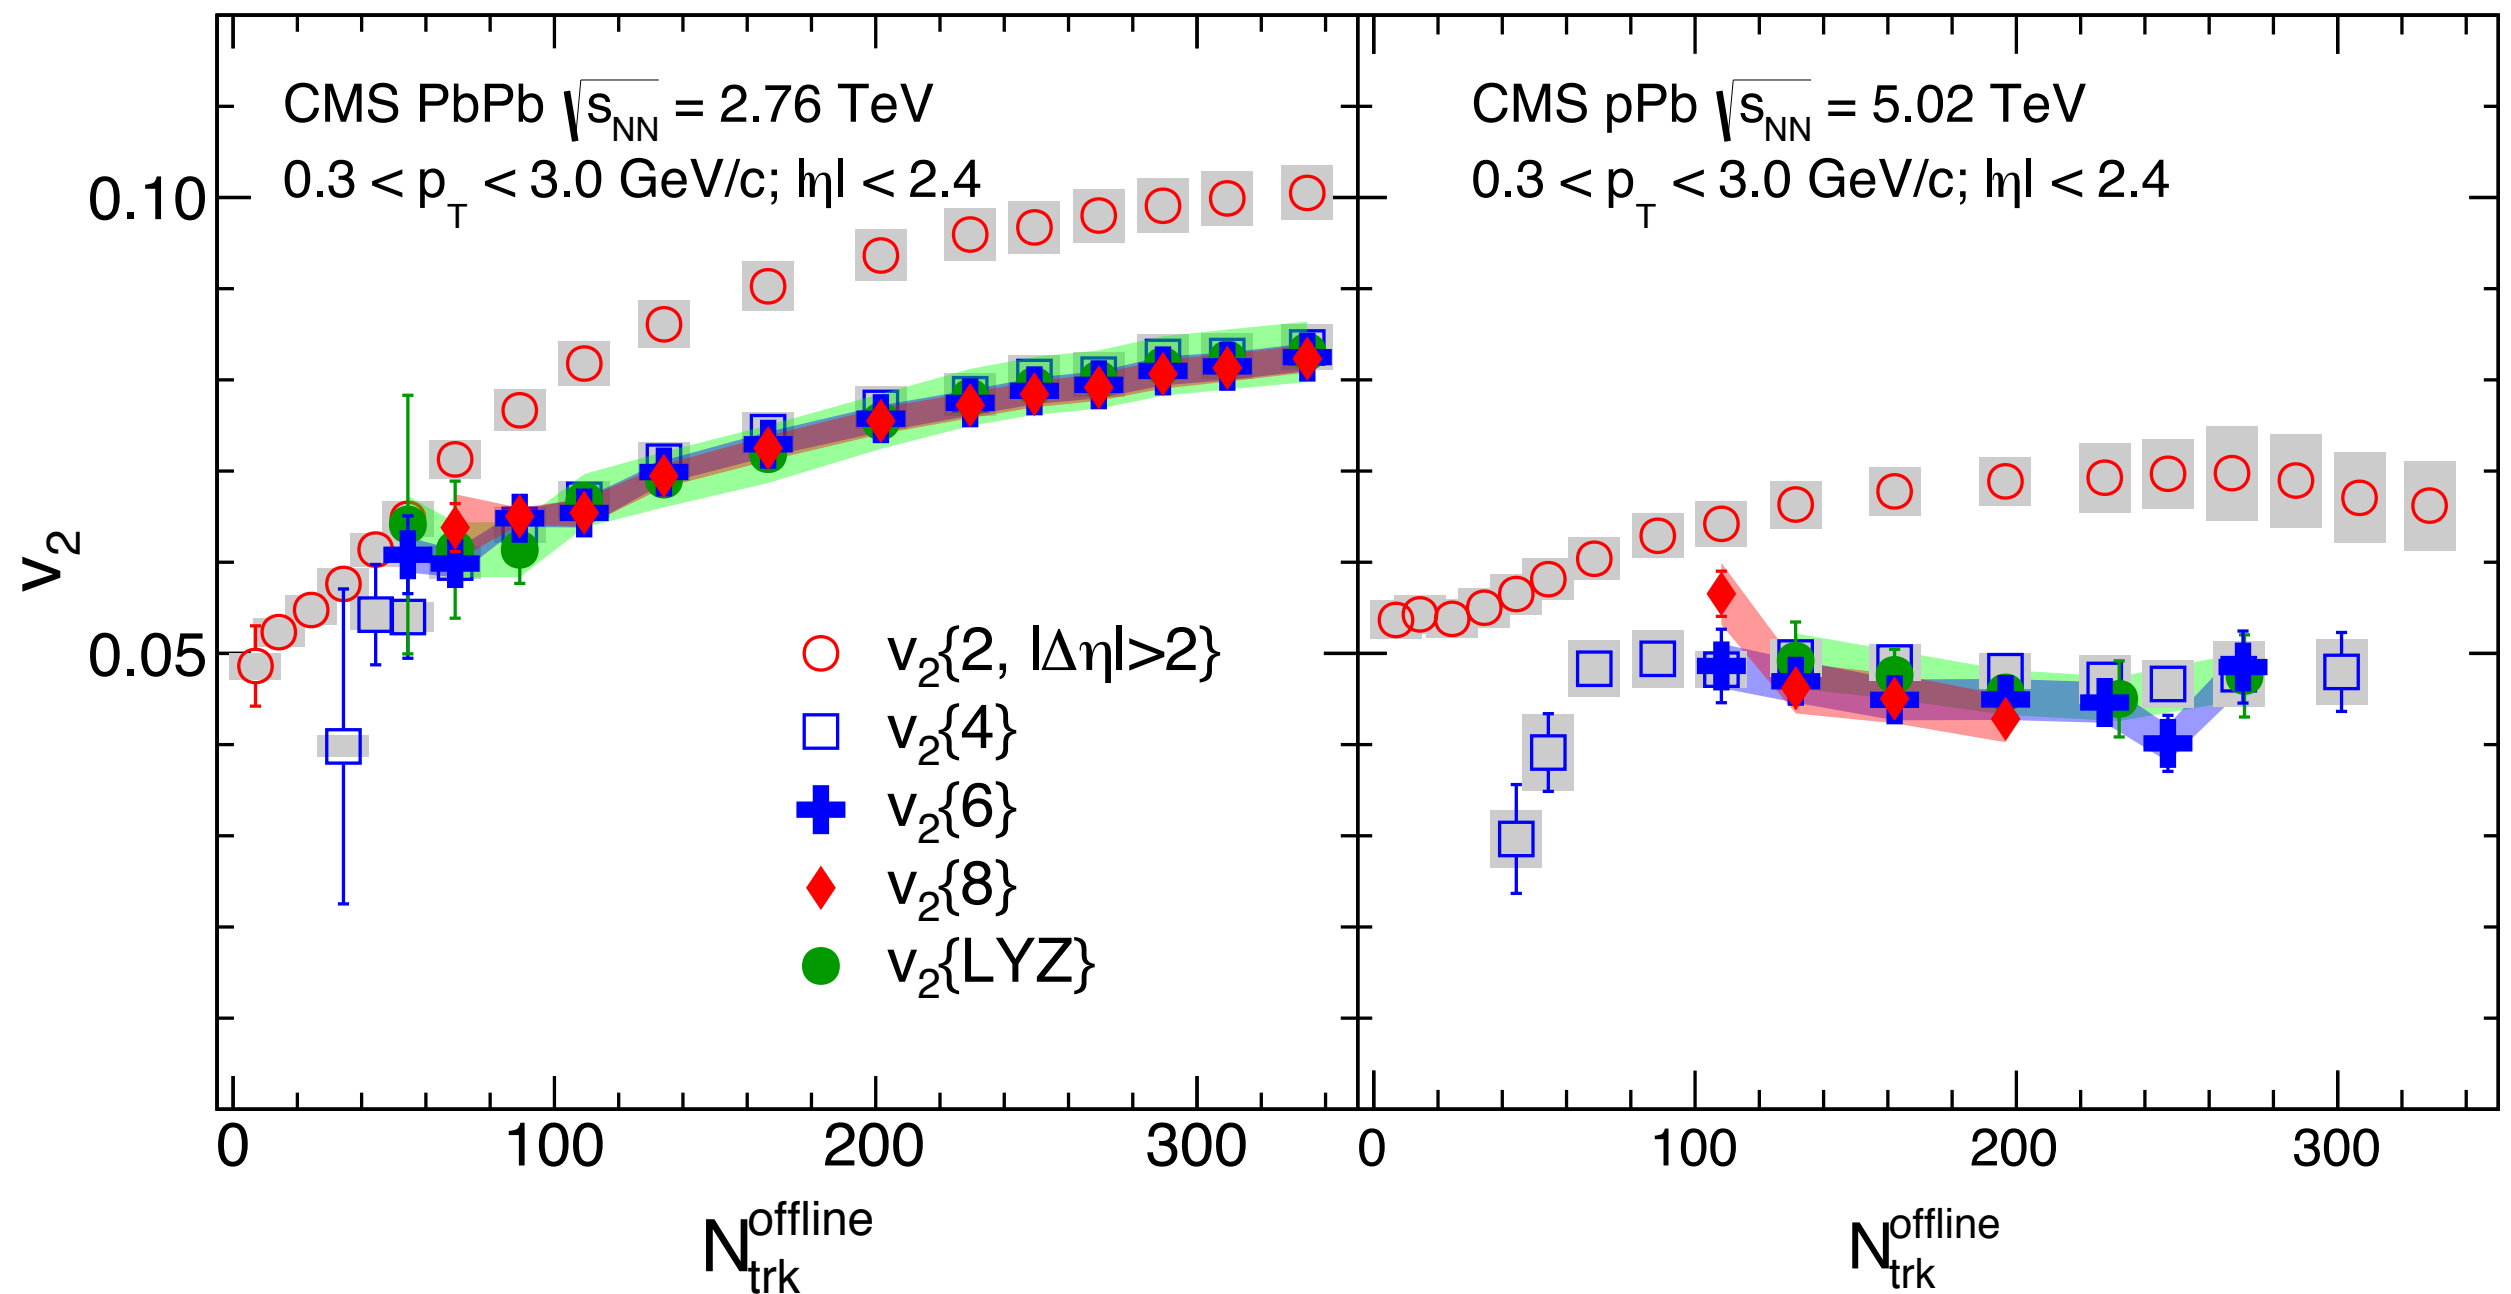 CMS PbPb √sNN = 2.76 TeV
0.3 < pT < 3.0 GeV/c; |η| < 2.4
CMS pPb √sNN = 5.02 TeV
0.3 < pT < 3.0 GeV/c; |η| < 2.4
0.10
0.05
v2
v2{2, |Δη|>2}
v2{4}
v2{6}
v2{8}
v2{LYZ}
0 100 200 300
0 100 200 300
Ntrk offline
Ntrk offline